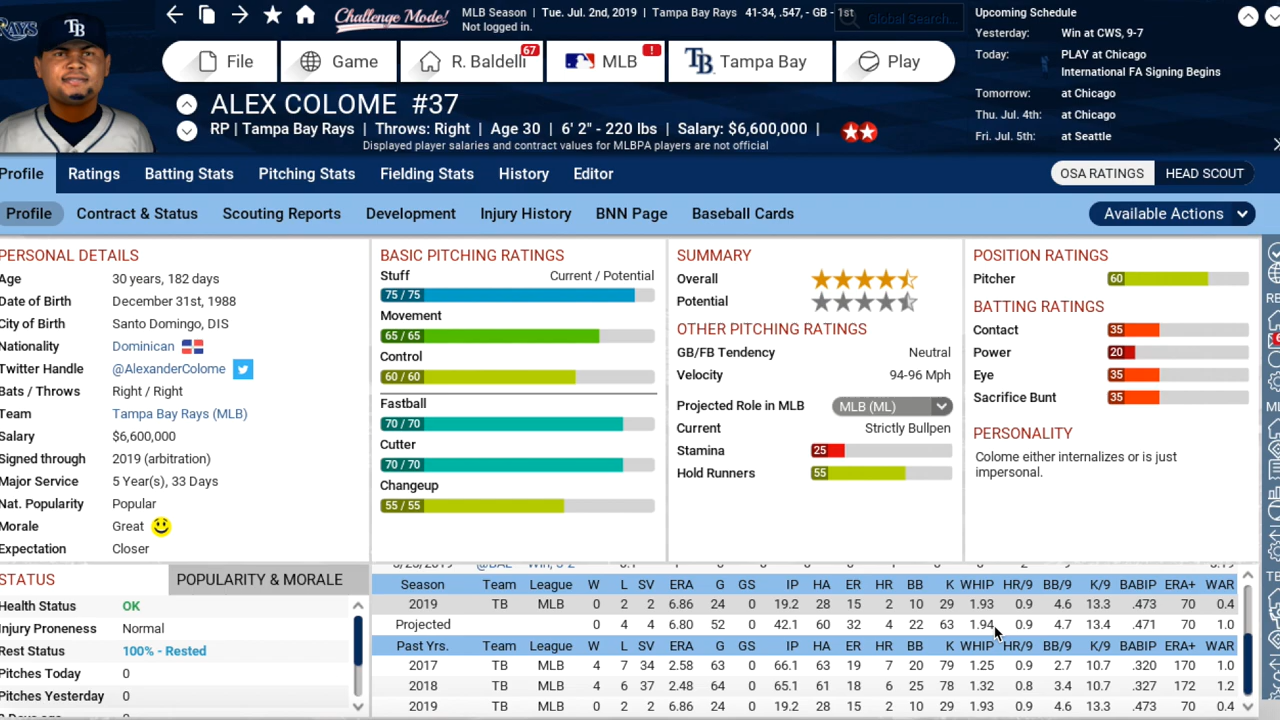 RAYS
TB
Challenge Mode!
MLB Season | Tue. Jul. 2nd, 2019 | Tampa Bay Rays 41-34, .547, - GB - 1st
Not logged in.
Global Search...
Upcoming Schedule
Yesterday: Win at CWS, 9-7
Today: PLAY at Chicago
International FA Signing Begins
Tomorrow: at Chicago
Thu. Jul. 4th: at Chicago
Fri. Jul. 5th: at Seattle
File
Game
R. Baldelli 67
MLB !
TB Tampa Bay
Play
ALEX COLOME #37
RP | Tampa Bay Rays | Throws: Right | Age 30 | 6' 2" - 220 lbs | Salary: $6,600,000 |
Displayed player salaries and contract values for MLBPA players are not official
Profile Ratings Batting Stats Pitching Stats Fielding Stats History Editor
OSA RATINGS HEAD SCOUT
Profile Contract & Status Scouting Reports Development Injury History BNN Page Baseball Cards
Available Actions
PERSONAL DETAILS
Age 30 years, 182 days
Date of Birth December 31st, 1988
City of Birth Santo Domingo, DIS
Nationality Dominican
Twitter Handle @AlexanderColome
Bats / Throws Right / Right
Team Tampa Bay Rays (MLB)
Salary $6,600,000
Signed through 2019 (arbitration)
Major Service 5 Year(s), 33 Days
Nat. Popularity Popular
Morale Great
Expectation Closer
BASIC PITCHING RATINGS
Stuff Current / Potential
75 / 75
Movement
65 / 65
Control
60 / 60
Fastball
70 / 70
Cutter
70 / 70
Changeup
55 / 55
SUMMARY
Overall
Potential
OTHER PITCHING RATINGS
GB/FB Tendency Neutral
Velocity 94-96 Mph
Projected Role in MLB MLB (ML)
Current Strictly Bullpen
Stamina 25
Hold Runners 55
POSITION RATINGS
Pitcher 60
BATTING RATINGS
Contact 35
Power 20
Eye 35
Sacrifice Bunt 35
PERSONALITY
Colome either internalizes or is just
impersonal.
STATUS POPULARITY & MORALE
Health Status OK
Injury Proneness Normal
Rest Status 100% - Rested
Pitches Today 0
Pitches Yesterday 0
Season Team League W L SV ERA G GS IP HA ER HR BB K WHIP HR/9 BB/9 K/9 BABIP ERA+ WAR
2019 TB MLB 0 2 2 6.86 24 0 19.2 28 15 2 10 29 1.93 0.9 4.6 13.3 .473 70 0.4
Projected 0 4 4 6.80 52 0 42.1 60 32 4 22 63 1.94 0.9 4.7 13.4 .471 70 1.0
Past Yrs. Team League W L SV ERA G GS IP HA ER HR BB K WHIP HR/9 BB/9 K/9 BABIP ERA+ WAR
2017 TB MLB 4 7 34 2.58 63 0 66.1 63 19 7 20 79 1.25 0.9 2.7 10.7 .320 170 1.0
2018 TB MLB 4 6 37 2.48 64 0 65.1 61 18 6 25 78 1.32 0.8 3.4 10.7 .327 172 1.2
2019 TB MLB 0 2 2 6.86 24 0 19.2 28 15 2 10 29 1.93 0.9 4.6 13.3 .473 70 0.4